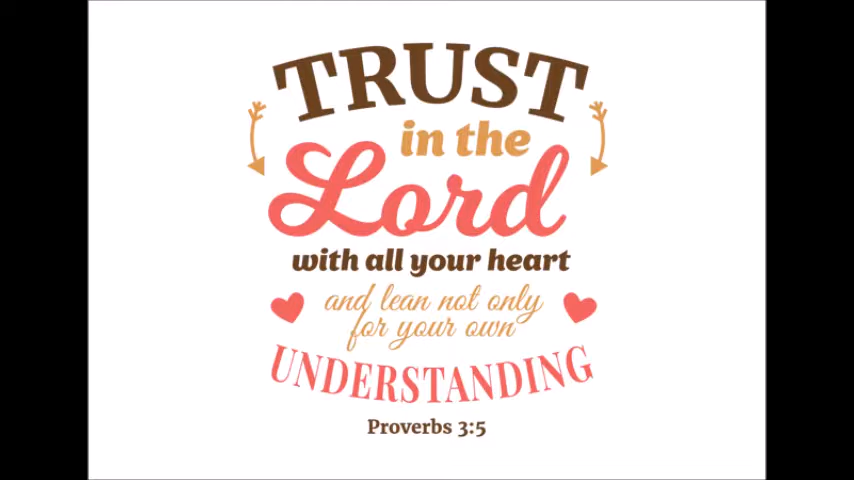 TRUST
in the
Lord
with all your heart
and lean not only
for your own
UNDERSTANDING
Proverbs 3:5